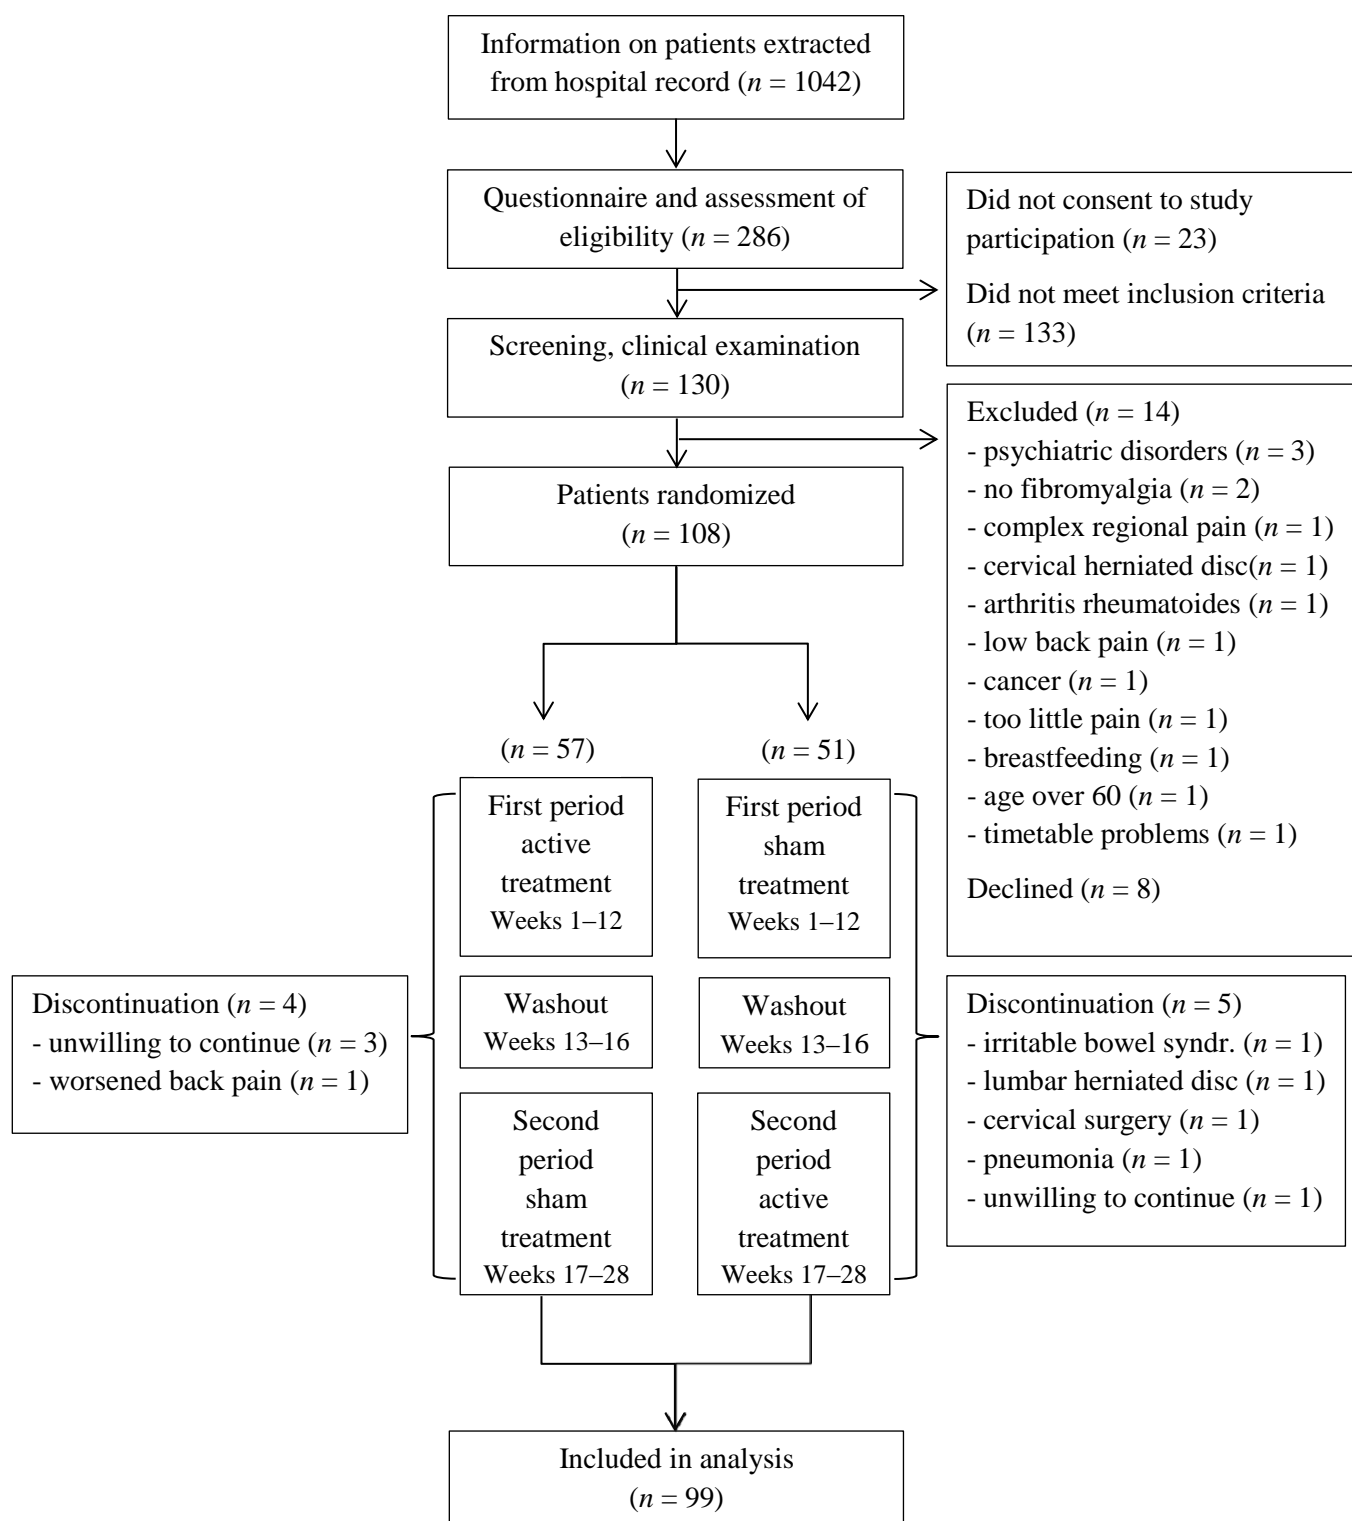 Information on patients extracted
from hospital record (n = 1042)
Questionnaire and assessment of
eligibility (n = 286)
Did not consent to study
participation (n = 23)
Did not meet inclusion criteria
(n = 133)
Screening, clinical examination
(n = 130)
Excluded (n = 14)
- psychiatric disorders (n = 3)
- no fibromyalgia (n = 2)
- complex regional pain (n = 1)
- cervical herniated disc(n = 1)
- arthritis rheumatoides (n = 1)
- low back pain (n = 1)
- cancer (n = 1)
- too little pain (n = 1)
- breastfeeding (n = 1)
- age over 60 (n = 1)
- timetable problems (n = 1)
Declined (n = 8)
Patients randomized
(n = 108)
(n = 57)
(n = 51)
First period
active
treatment
Weeks 1–12
First period
sham
treatment
Weeks 1–12
Washout
Weeks 13–16
Washout
Weeks 13–16
Discontinuation (n = 4)
- unwilling to continue (n = 3)
- worsened back pain (n = 1)
Discontinuation (n = 5)
- irritable bowel syndr. (n = 1)
- lumbar herniated disc (n = 1)
- cervical surgery (n = 1)
- pneumonia (n = 1)
- unwilling to continue (n = 1)
Second
period
sham
treatment
Weeks 17–28
Second
period
active
treatment
Weeks 17–28
Included in analysis
(n = 99)